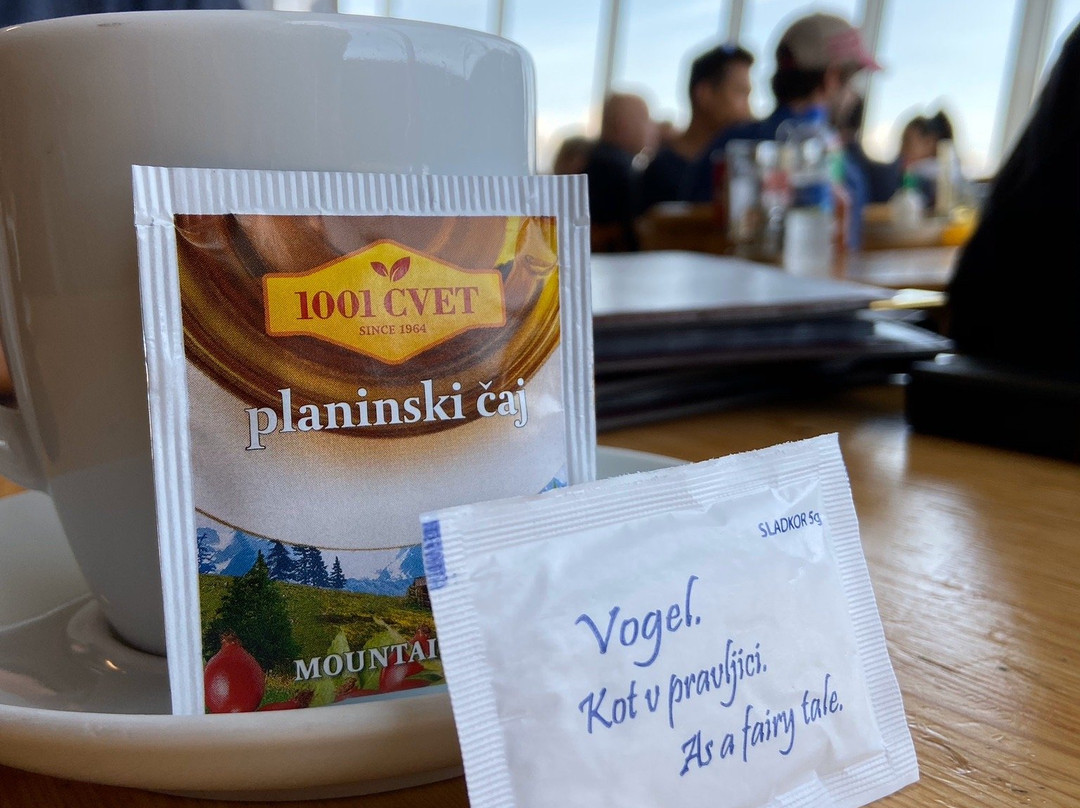 1001 CVET
SINCE 1964
planinski čaj
MOUNTAI
SLADKOR 5g
Vogel.
Kot v pravljici.
As a fairy tale.